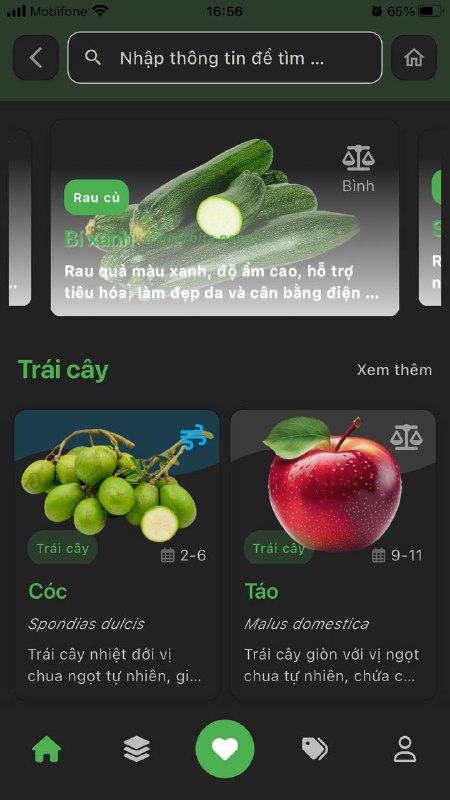 Mobifone 16:56 65%
Nhập thông tin để tìm ...
Bình
Rau củ
Bí xanh
Rau quả màu xanh, độ ẩm cao, hỗ trợ
tiêu hóa, làm đẹp da và cân bằng điện ...
Trái cây Xem thêm
Trái cây 2-6
Cóc
Spondias dulcis
Trái cây nhiệt đới vị
chua ngọt tự nhiên, gi...
Trái cây 9-11
Táo
Malus domestica
Trái cây giòn với vị ngọt
chua tự nhiên, chứa c...